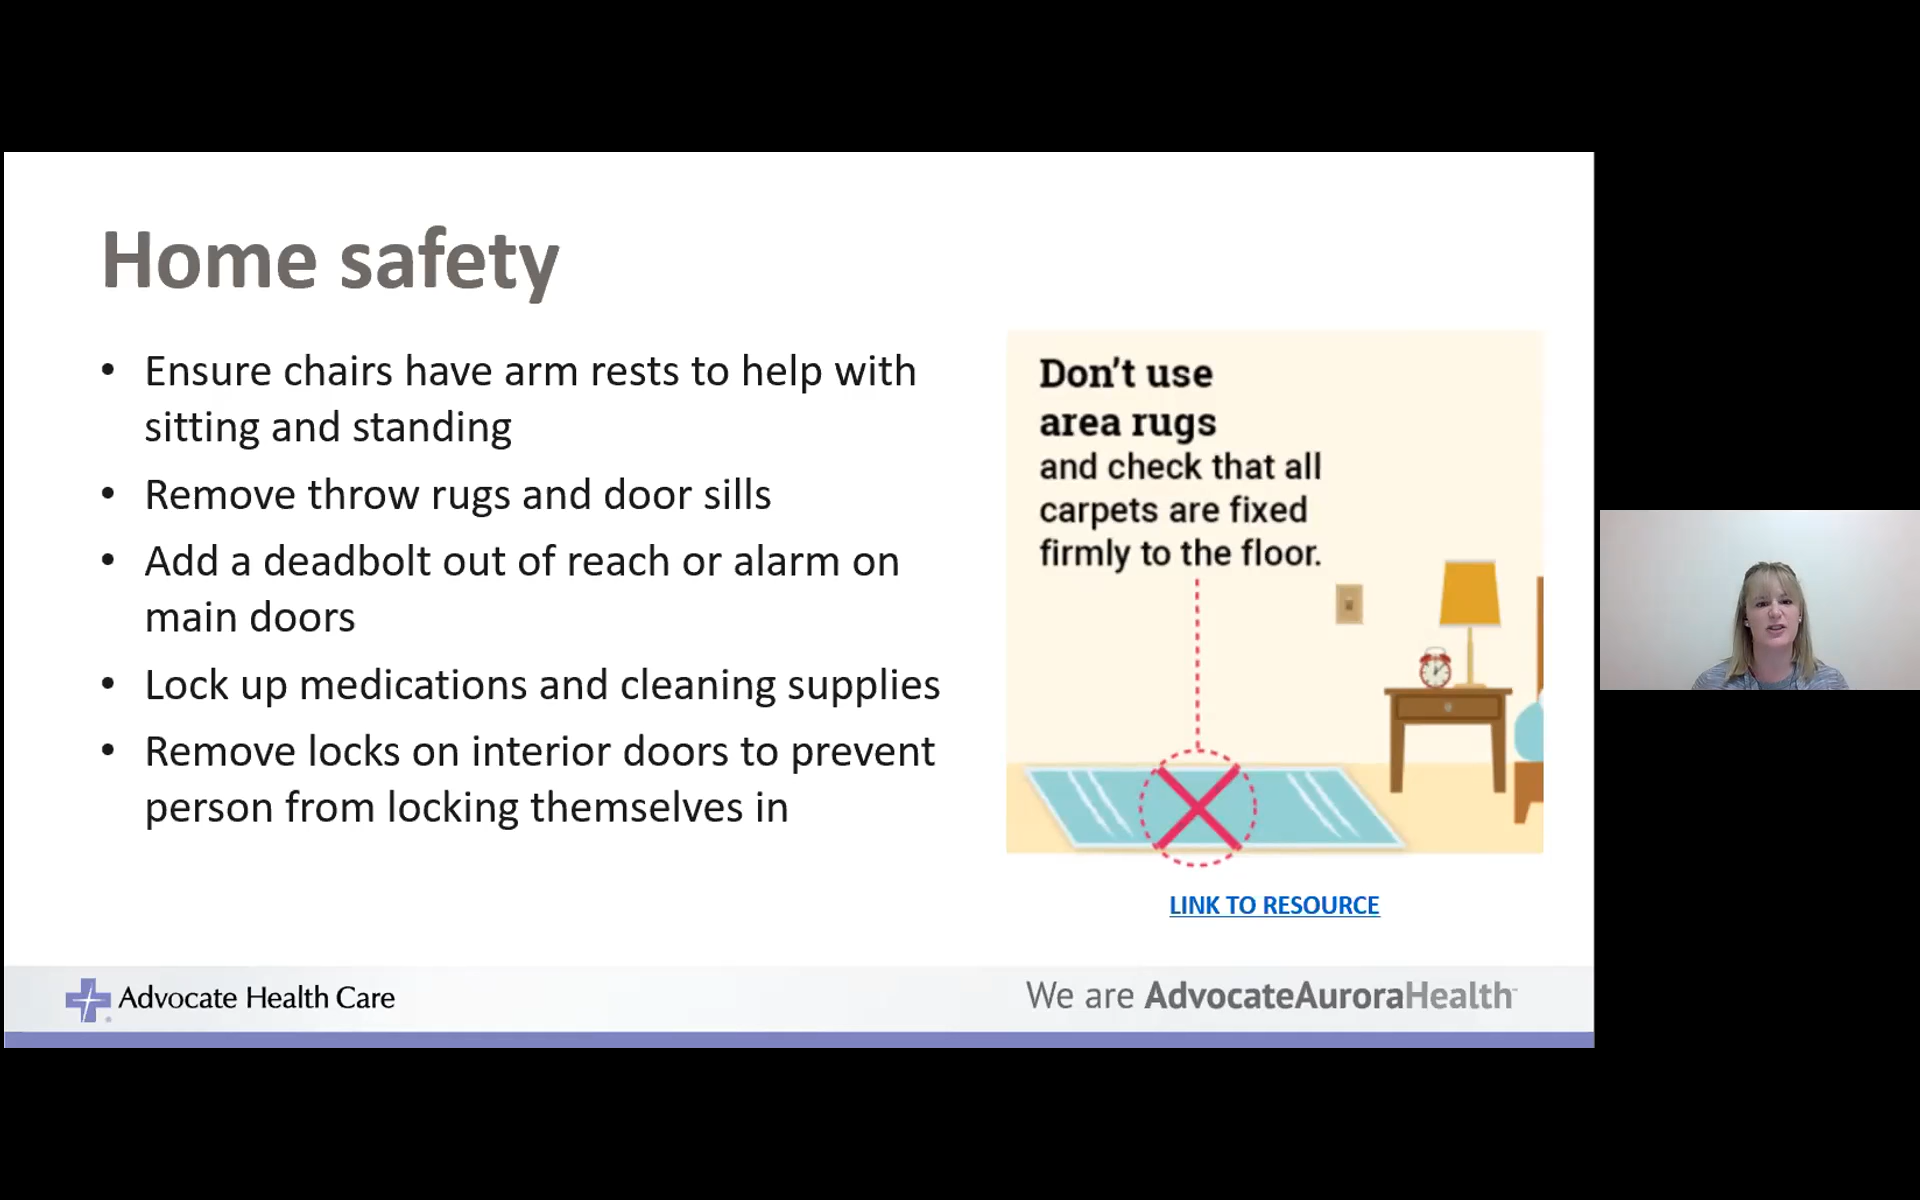 Home safety
• Ensure chairs have arm rests to help with
sitting and standing
• Remove throw rugs and door sills
• Add a deadbolt out of reach or alarm on
main doors
• Lock up medications and cleaning supplies
• Remove locks on interior doors to prevent
person from locking themselves in
Don't use
area rugs
and check that all
carpets are fixed
firmly to the floor.
LINK TO RESOURCE
Advocate Health Care
We are AdvocateAuroraHealth